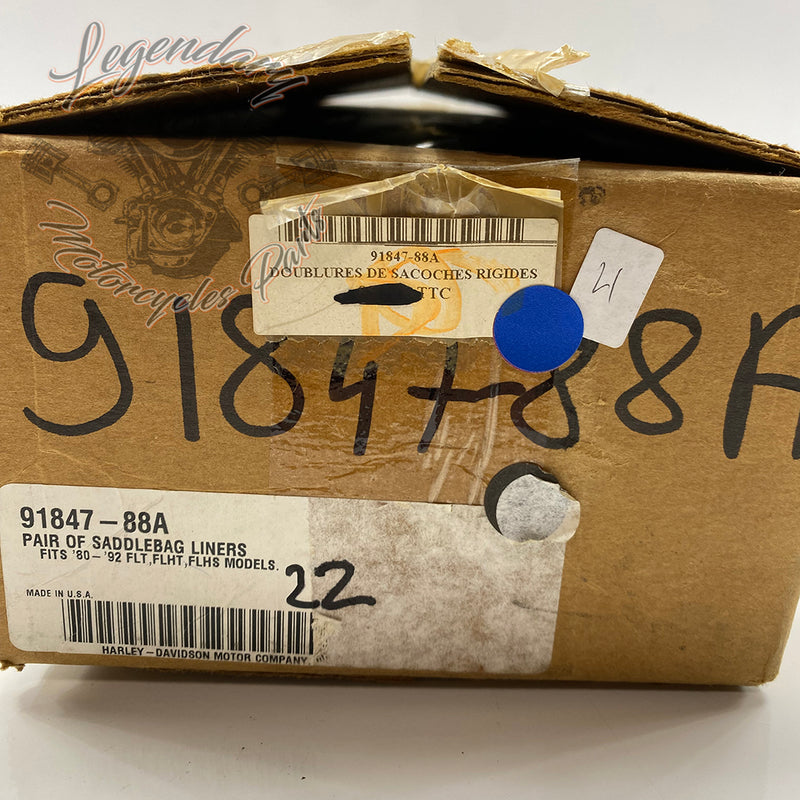 Legendary
Motorcycles Parts
91847-88A
DOUBLURES DE SACOCHES RIGIDES
TTC
21
91847-88A
91847-88A
PAIR OF SADDLEBAG LINERS
FITS '80-'92 FLT,FLHT,FLHS MODELS.
22
MADE IN U.S.A.
HARLEY-DAVIDSON MOTOR COMPANY